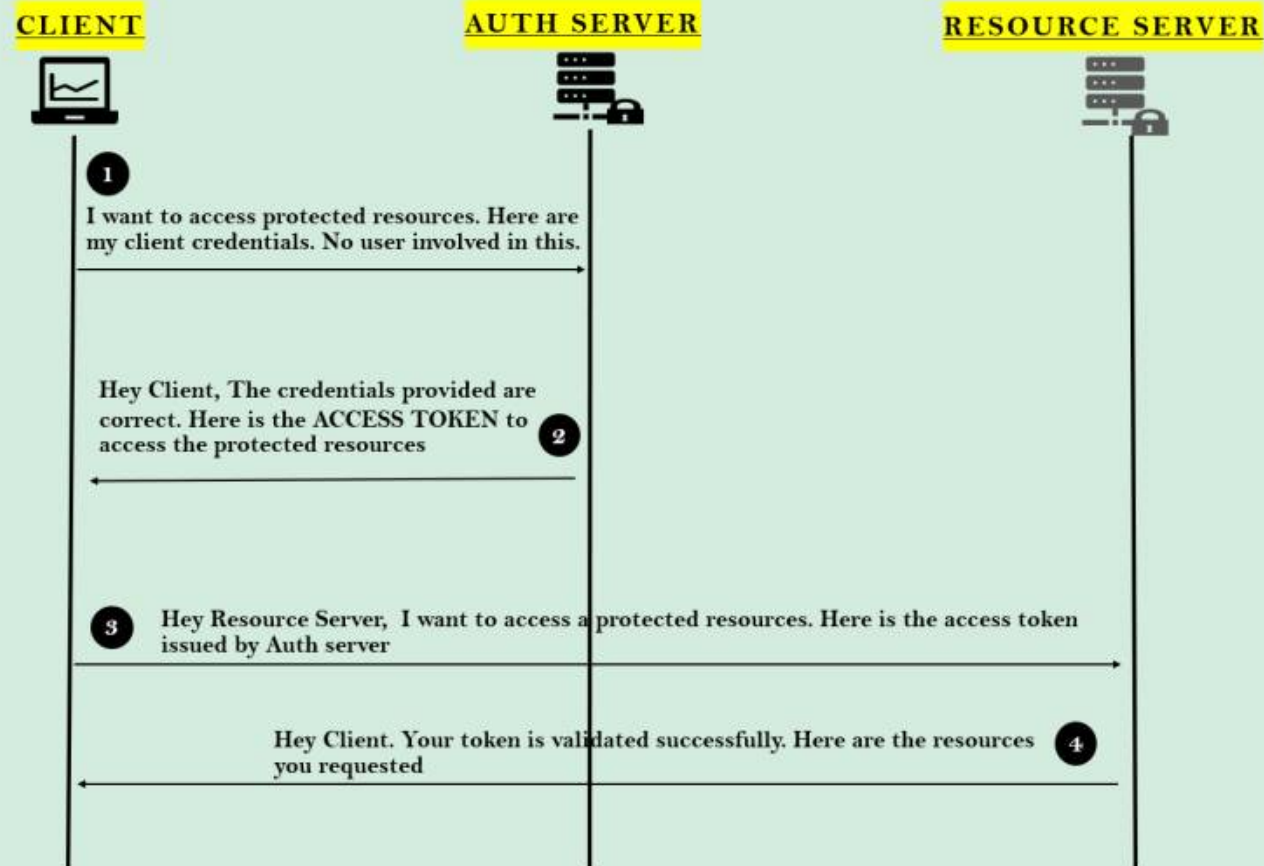 CLIENT
AUTH SERVER
RESOURCE SERVER
1
I want to access protected resources. Here are
my client credentials. No user involved in this.
Hey Client, The credentials provided are
correct. Here is the ACCESS TOKEN to
access the protected resources
2
3
Hey Resource Server, I want to access a protected resources. Here is the access token
issued by Auth server
Hey Client. Your token is validated successfully. Here are the resources
you requested
4